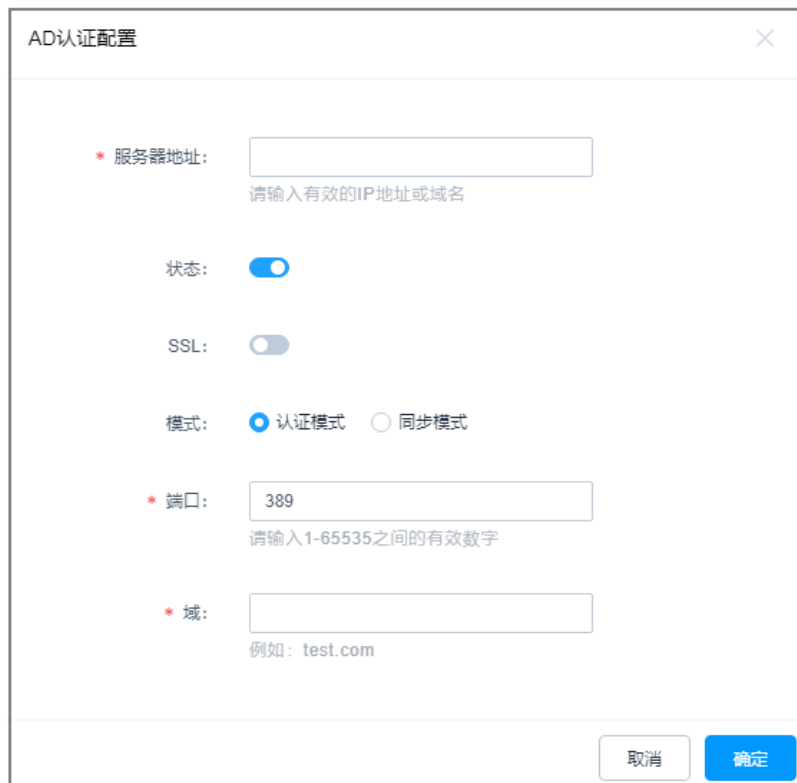 AD认证配置
* 服务器地址：
请输入有效的IP地址或域名
状态：
SSL：
模式： 认证模式 同步模式
* 端口： 389
请输入1-65535之间的有效数字
* 域：
例如：test.com
取消 确定